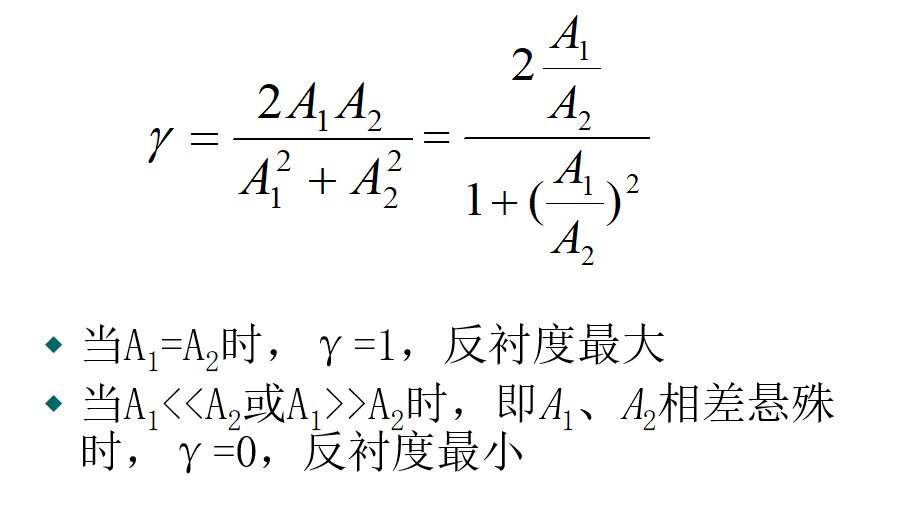 γ = 2A₁A₂ / (A₁² + A₂²) = 2(A₁/A₂) / (1+(A₁/A₂)²)
当A₁=A₂时，γ=1，反衬度最大
当A₁<<A₂或A₁>>A₂时，即A₁、A₂相差悬殊
时，γ=0，反衬度最小